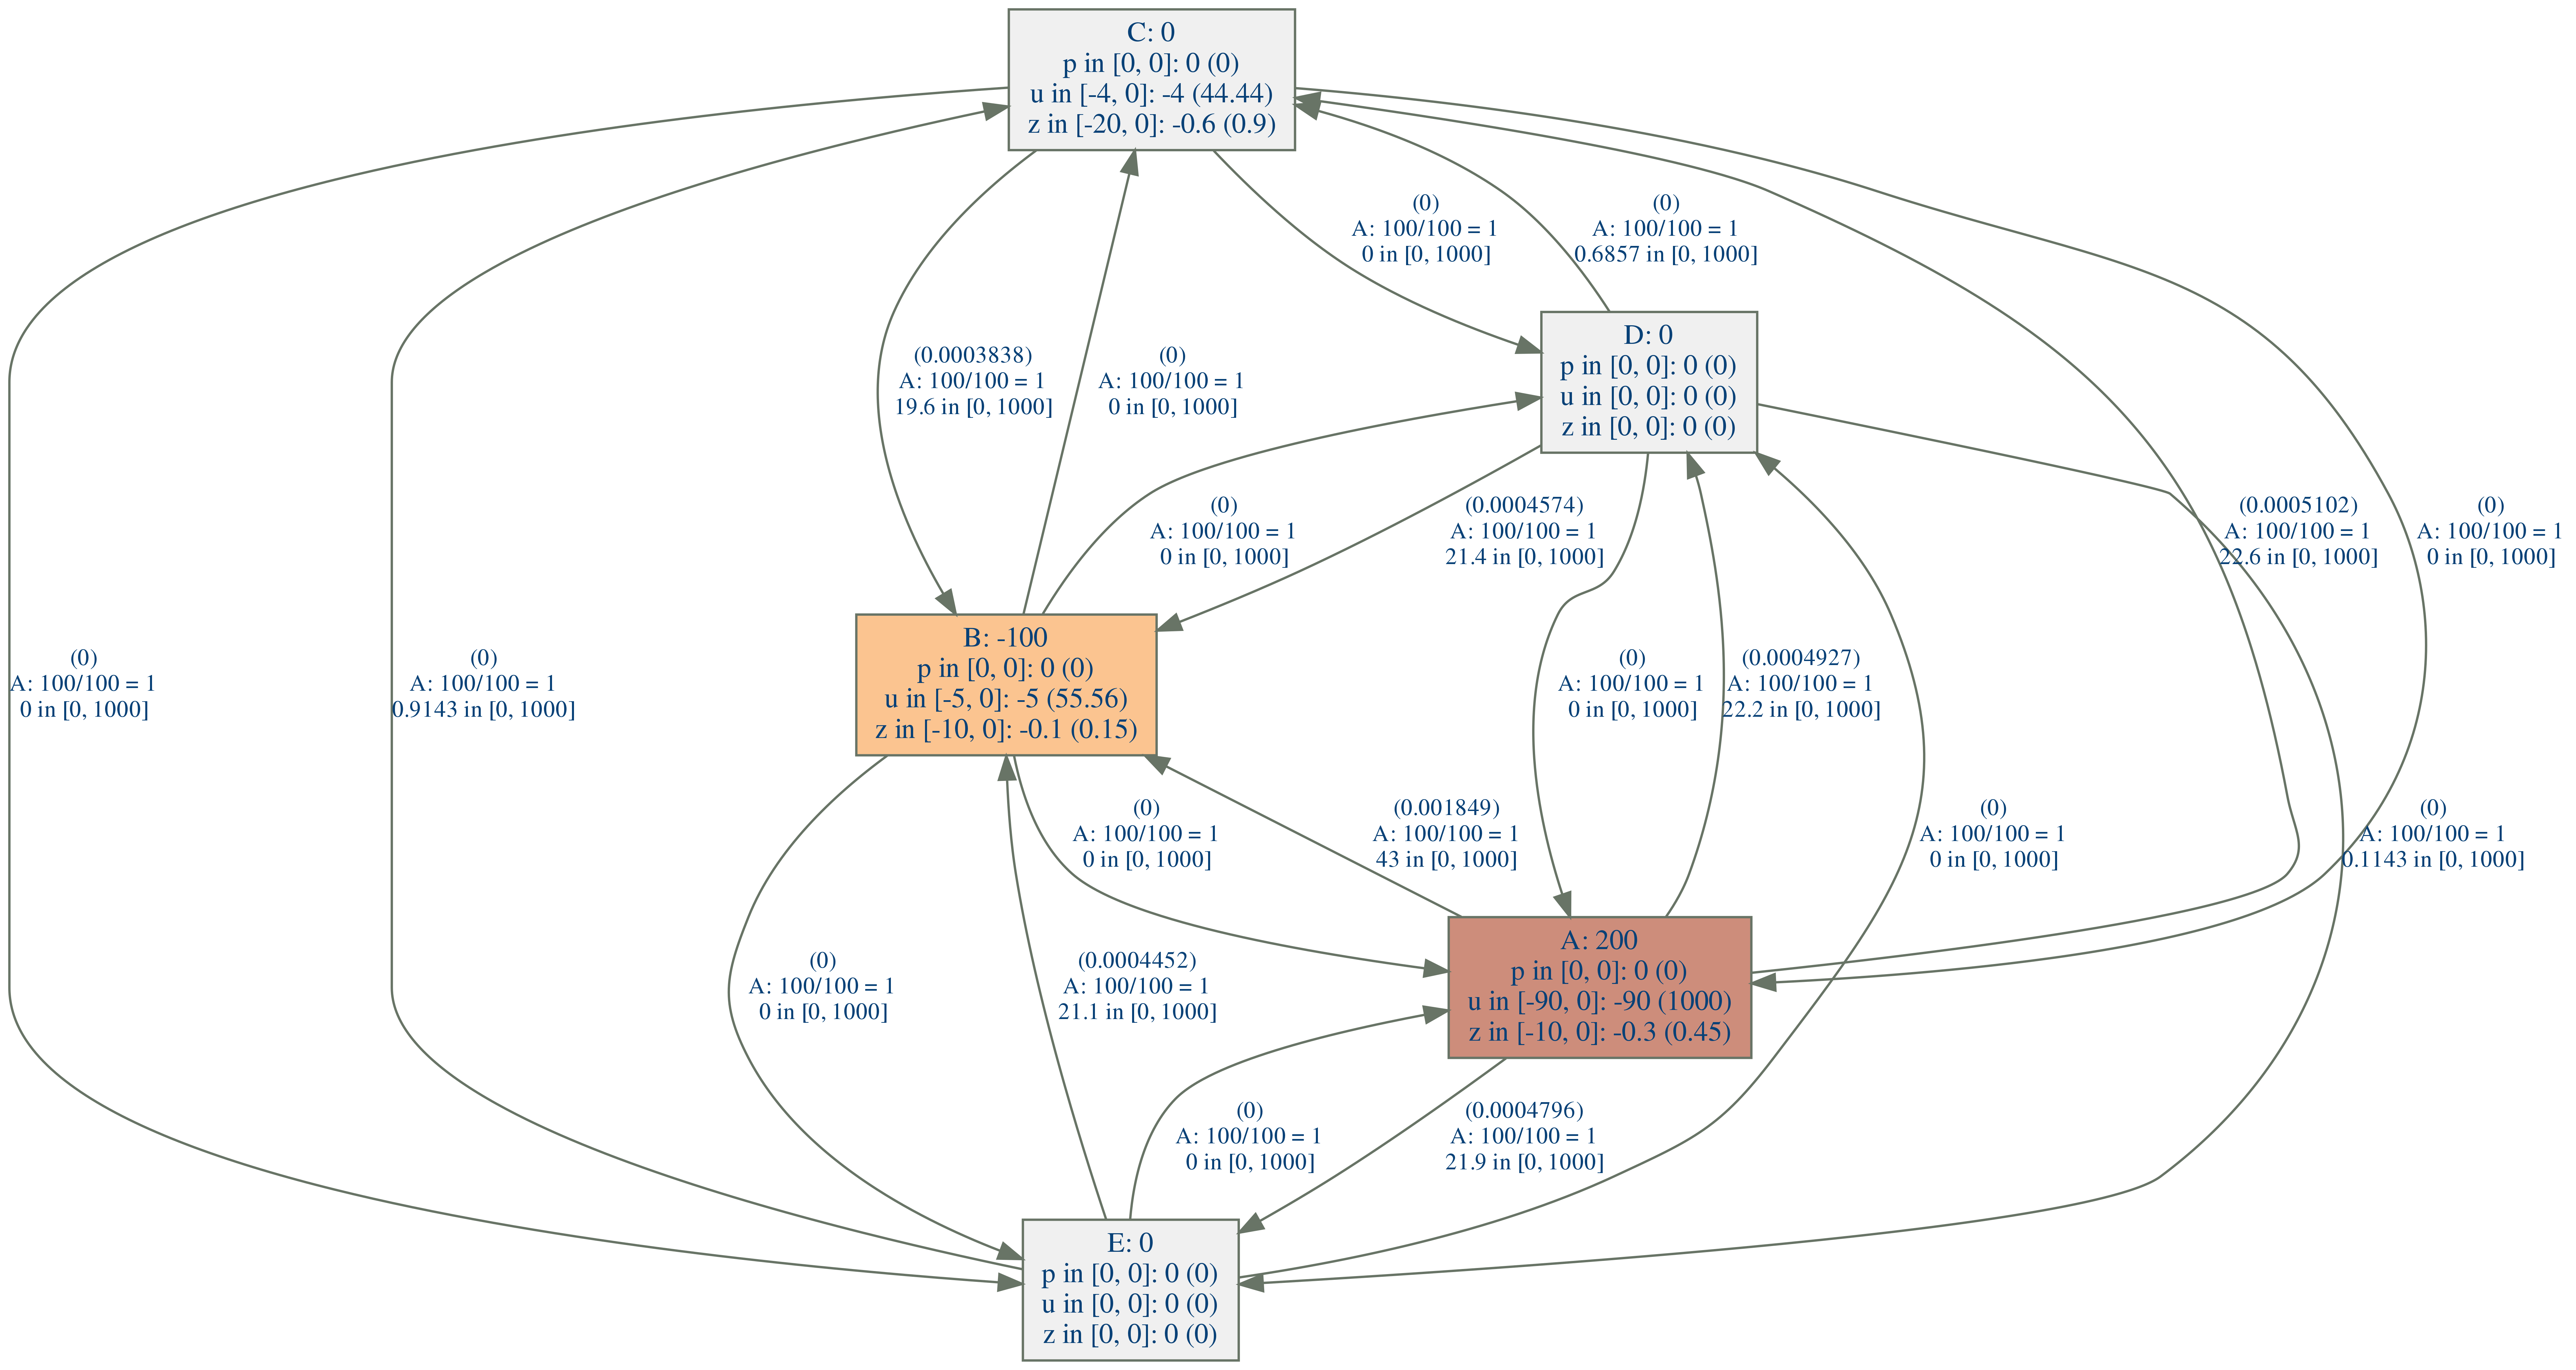 C: 0
p in [0, 0]: 0 (0)
u in [-4, 0]: -4 (44.44)
z in [-20, 0]: -0.6 (0.9)
(0)
A: 100/100 = 1
0 in [0, 1000]
(0)
A: 100/100 = 1
0.6857 in [0, 1000]
D: 0
p in [0, 0]: 0 (0)
u in [0, 0]: 0 (0)
z in [0, 0]: 0 (0)
(0.0003838)
A: 100/100 = 1
19.6 in [0, 1000]
(0)
A: 100/100 = 1
0 in [0, 1000]
(0)
A: 100/100 = 1
0 in [0, 1000]
(0.0004574)
A: 100/100 = 1
21.4 in [0, 1000]
(0.0005102)
A: 100/100 = 1
22.6 in [0, 1000]
(0)
A: 100/100 = 1
0 in [0, 1000]
(0)
A: 100/100 = 1
0 in [0, 1000]
(0)
A: 100/100 = 1
0.9143 in [0, 1000]
B: -100
p in [0, 0]: 0 (0)
u in [-5, 0]: -5 (55.56)
z in [-10, 0]: -0.1 (0.15)
(0)
A: 100/100 = 1
0 in [0, 1000]
(0.0004927)
A: 100/100 = 1
22.2 in [0, 1000]
(0)
A: 100/100 = 1
0 in [0, 1000]
(0.001849)
A: 100/100 = 1
43 in [0, 1000]
(0)
A: 100/100 = 1
0 in [0, 1000]
(0)
A: 100/100 = 1
0.1143 in [0, 1000]
(0)
A: 100/100 = 1
0 in [0, 1000]
(0.0004452)
A: 100/100 = 1
21.1 in [0, 1000]
A: 200
p in [0, 0]: 0 (0)
u in [-90, 0]: -90 (1000)
z in [-10, 0]: -0.3 (0.45)
(0)
A: 100/100 = 1
0 in [0, 1000]
(0.0004796)
A: 100/100 = 1
21.9 in [0, 1000]
E: 0
p in [0, 0]: 0 (0)
u in [0, 0]: 0 (0)
z in [0, 0]: 0 (0)